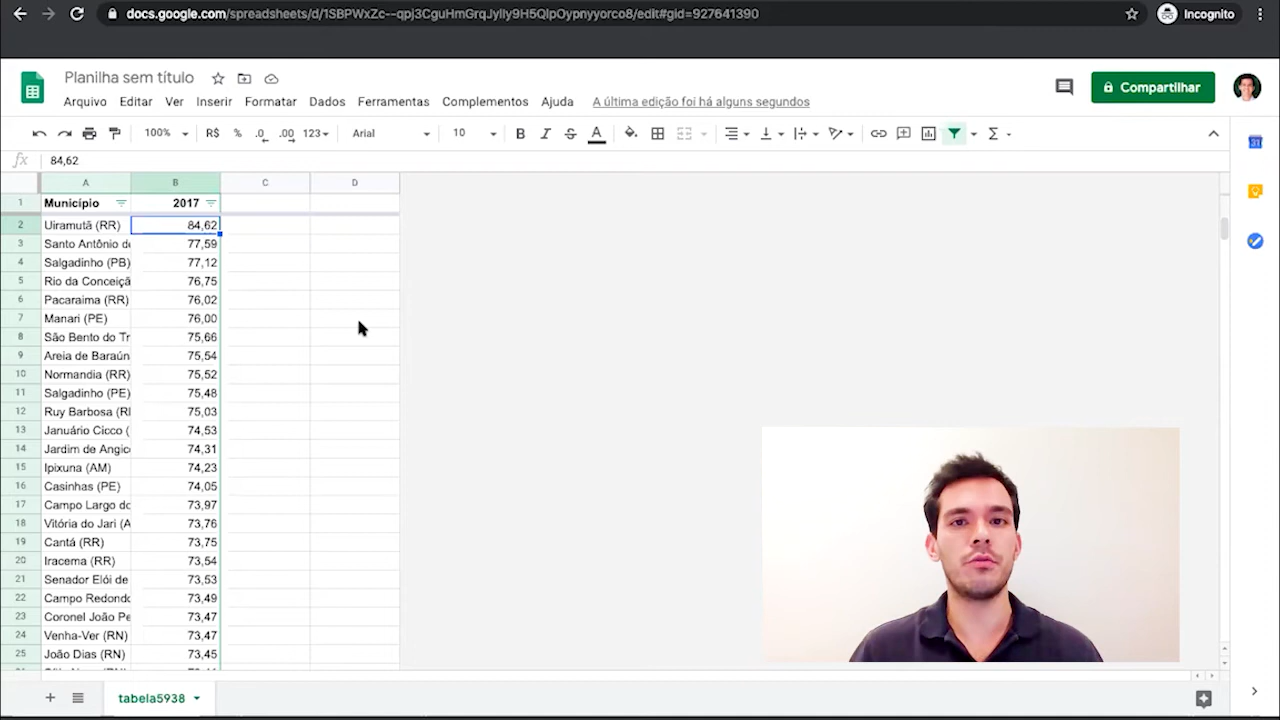 docs.google.com/spreadsheets/d/1SBPWxZc--qpj3CguHmGrqJylly9H5QlpOypnyyorco8/edit#gid=927641390
Incognito
Planilha sem título
Arquivo Editar Ver Inserir Formatar Dados Ferramentas Complementos Ajuda A última edição foi há alguns segundos
Compartilhar
100% R$ % .0 .00 123 Arial 10 B I S A Σ
fx 84,62
A B C D
1 Município 2017
2 Uiramutã (RR) 84,62
3 Santo Antônio de 77,59
4 Salgadinho (PB) 77,12
5 Rio da Conceiçã 76,75
6 Pacaraima (RR) 76,02
7 Manari (PE) 76,00
8 São Bento do Tr 75,66
9 Areia de Baraún 75,54
10 Normandia (RR) 75,52
11 Salgadinho (PE) 75,48
12 Ruy Barbosa (RI 75,03
13 Januário Cicco ( 74,53
14 Jardim de Angic 74,31
15 Ipixuna (AM) 74,23
16 Casinhas (PE) 74,05
17 Campo Largo do 73,97
18 Vitória do Jari (A 73,76
19 Cantá (RR) 73,75
20 Iracema (RR) 73,54
21 Senador Elói de 73,53
22 Campo Redondo 73,49
23 Coronel João Pe 73,47
24 Venha-Ver (RN) 73,47
25 João Dias (RN) 73,45
tabela5938
31